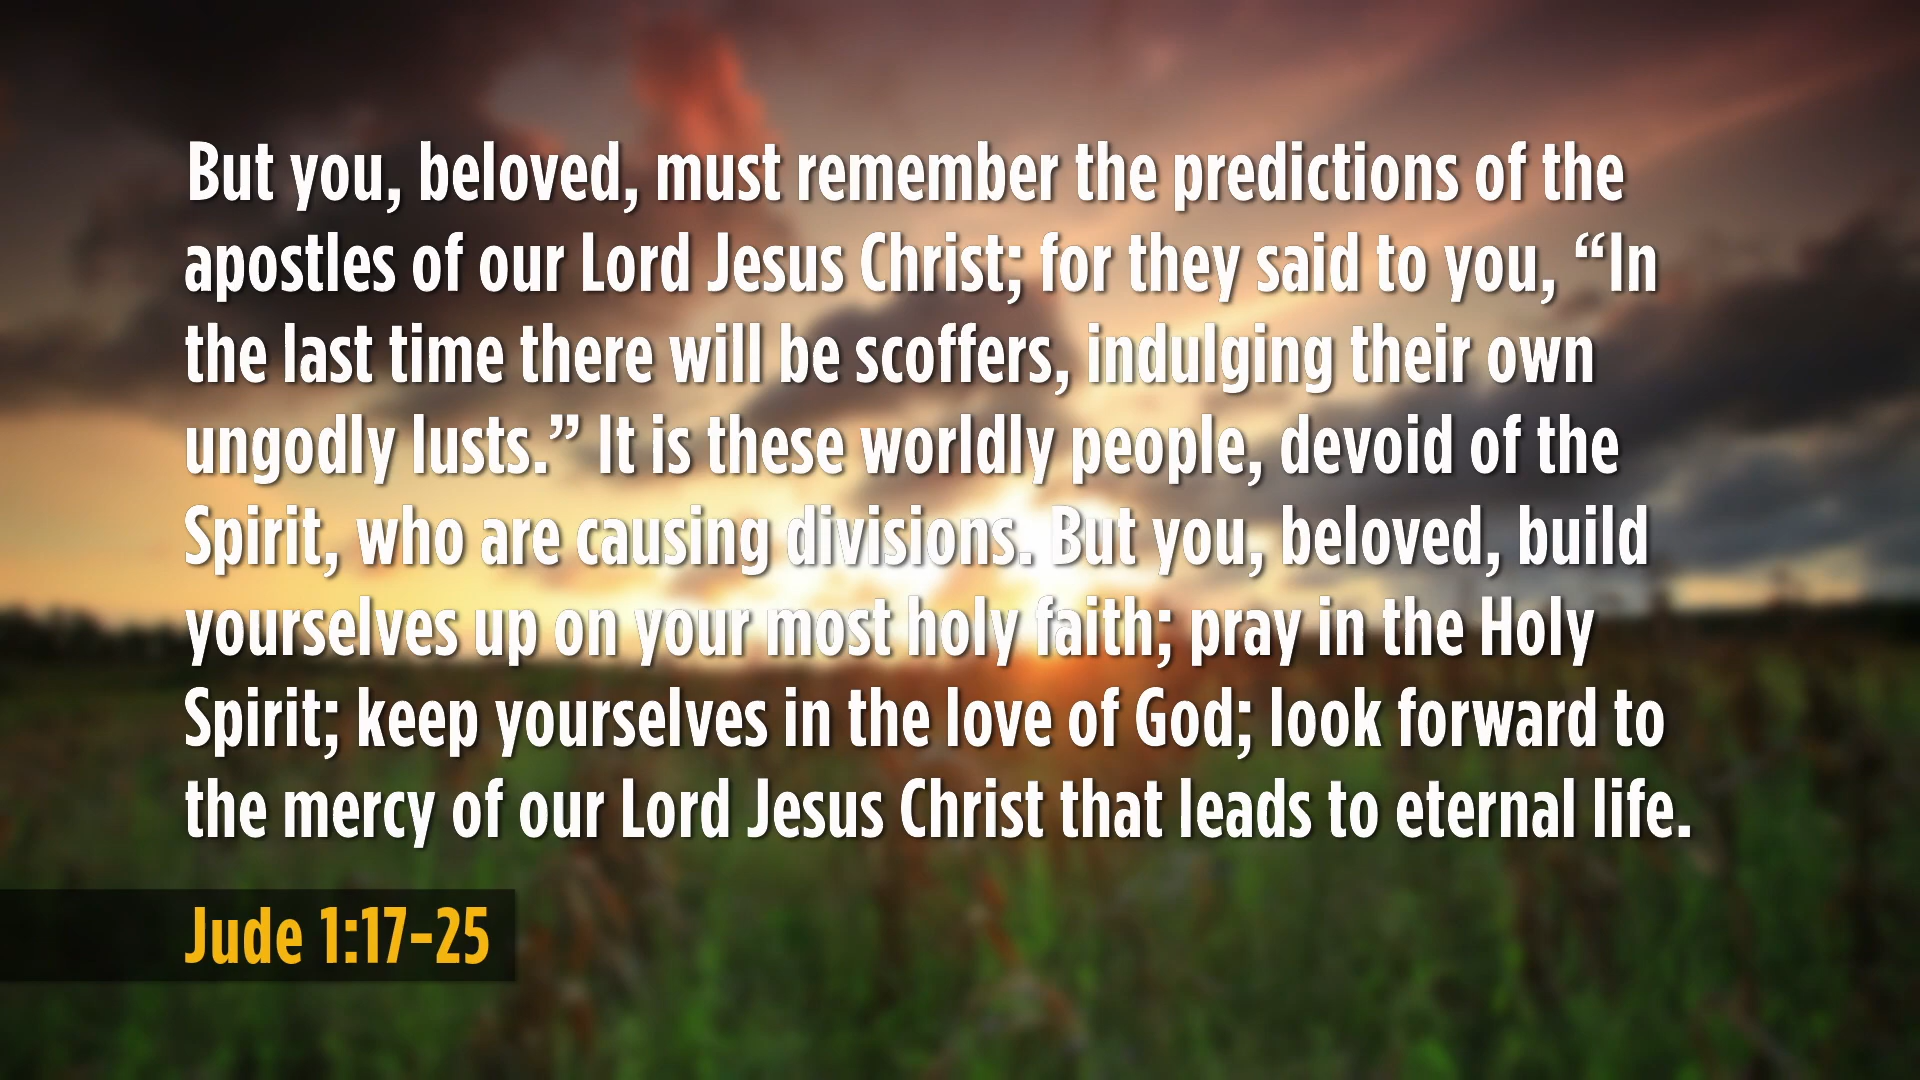 But you, beloved, must remember the predictions of the
apostles of our Lord Jesus Christ; for they said to you, “In
the last time there will be scoffers, indulging their own
ungodly lusts.” It is these worldly people, devoid of the
Spirit, who are causing divisions. But you, beloved, build
yourselves up on your most holy faith; pray in the Holy
Spirit; keep yourselves in the love of God; look forward to
the mercy of our Lord Jesus Christ that leads to eternal life.
Jude 1:17-25